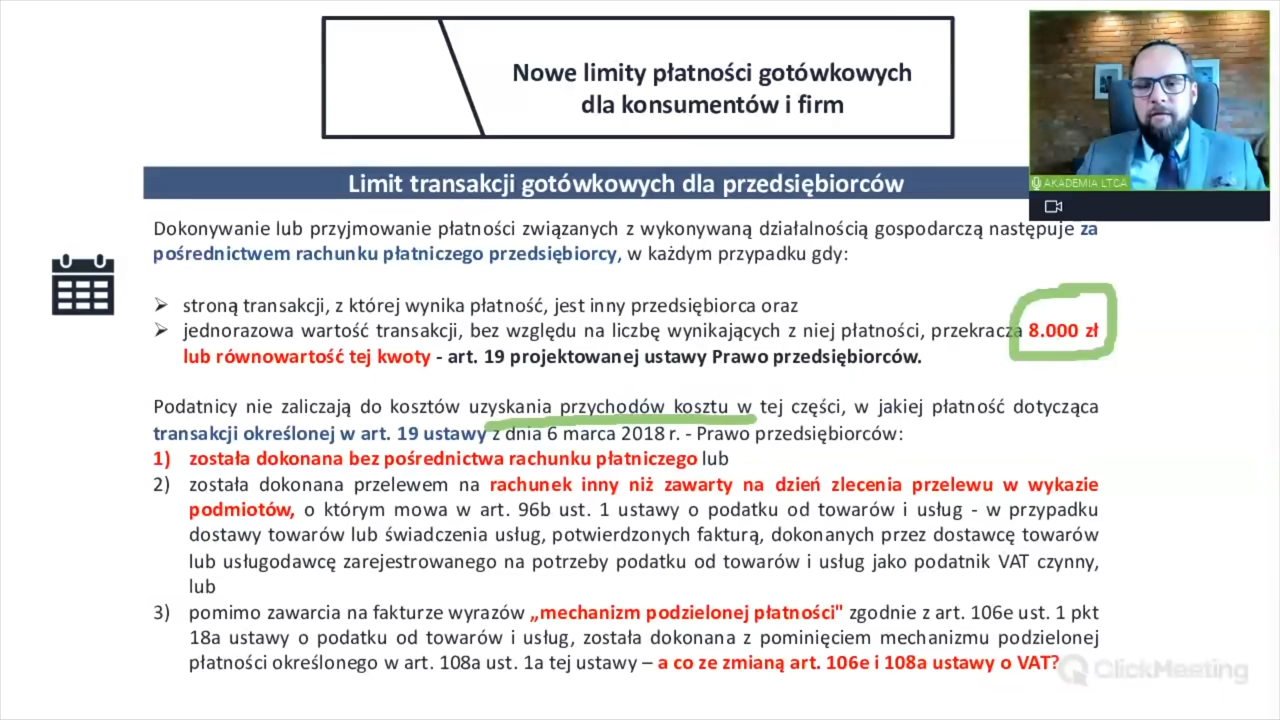 Nowe limity płatności gotówkowych
dla konsumentów i firm
AKADEMIA LTCA
Limit transakcji gotówkowych dla przedsiębiorców
Dokonywanie lub przyjmowanie płatności związanych z wykonywaną działalnością gospodarczą następuje za
pośrednictwem rachunku płatniczego przedsiębiorcy, w każdym przypadku gdy:
➢ stroną transakcji, z której wynika płatność, jest inny przedsiębiorca oraz
➢ jednorazowa wartość transakcji, bez względu na liczbę wynikających z niej płatności, przekracza 8.000 zł
lub równowartość tej kwoty - art. 19 projektowanej ustawy Prawo przedsiębiorców.
Podatnicy nie zaliczają do kosztów uzyskania przychodów kosztu w tej części, w jakiej płatność dotycząca
transakcji określonej w art. 19 ustawy z dnia 6 marca 2018 r. - Prawo przedsiębiorców:
1) została dokonana bez pośrednictwa rachunku płatniczego lub
2) została dokonana przelewem na rachunek inny niż zawarty na dzień zlecenia przelewu w wykazie
podmiotów, o którym mowa w art. 96b ust. 1 ustawy o podatku od towarów i usług - w przypadku
dostawy towarów lub świadczenia usług, potwierdzonych fakturą, dokonanych przez dostawcę towarów
lub usługodawcę zarejestrowanego na potrzeby podatku od towarów i usług jako podatnik VAT czynny,
lub
3) pomimo zawarcia na fakturze wyrazów „mechanizm podzielonej płatności" zgodnie z art. 106e ust. 1 pkt
18a ustawy o podatku od towarów i usług, została dokonana z pominięciem mechanizmu podzielonej
płatności określonego w art. 108a ust. 1a tej ustawy – a co ze zmianą art. 106e i 108a ustawy o VAT?
ClickMeeting